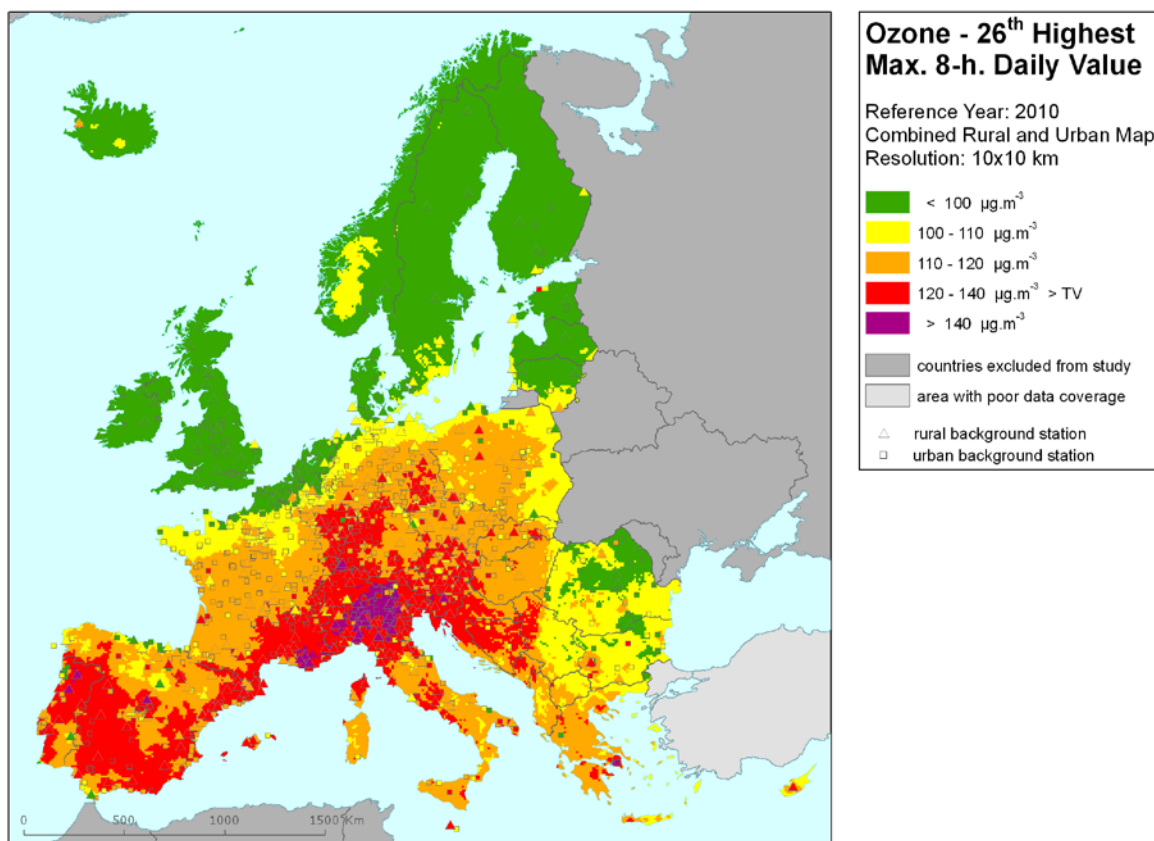 Ozone - 26th Highest
Max. 8-h. Daily Value
Reference Year: 2010
Combined Rural and Urban Map
Resolution: 10x10 km
< 100 µg.m-3
100 - 110 µg.m-3
110 - 120 µg.m-3
120 - 140 µg.m-3 > TV
> 140 µg.m-3
countries excluded from study
area with poor data coverage
rural background station
urban background station
0 500 1000 1500 Km